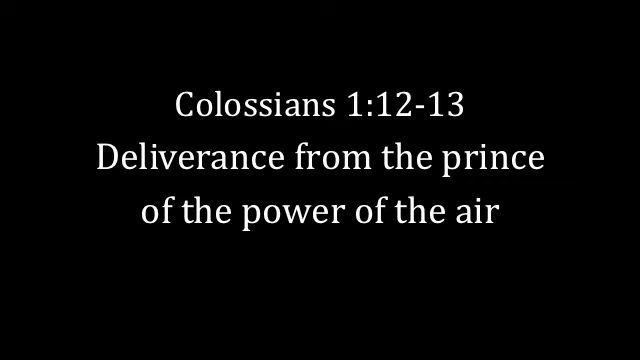 Colossians 1:12-13
Deliverance from the prince
of the power of the air